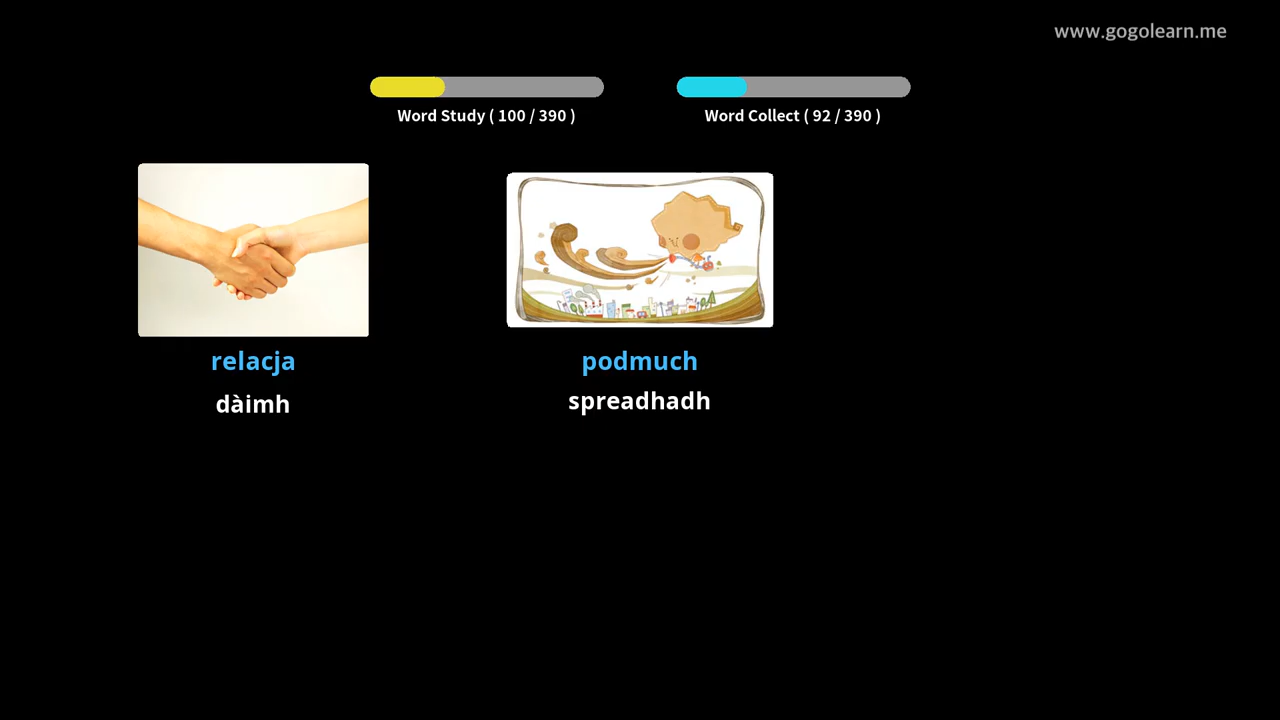 www.gogolearn.me
Word Study ( 100 / 390 )
Word Collect ( 92 / 390 )
relacja
dàimh
podmuch
spreadhadh